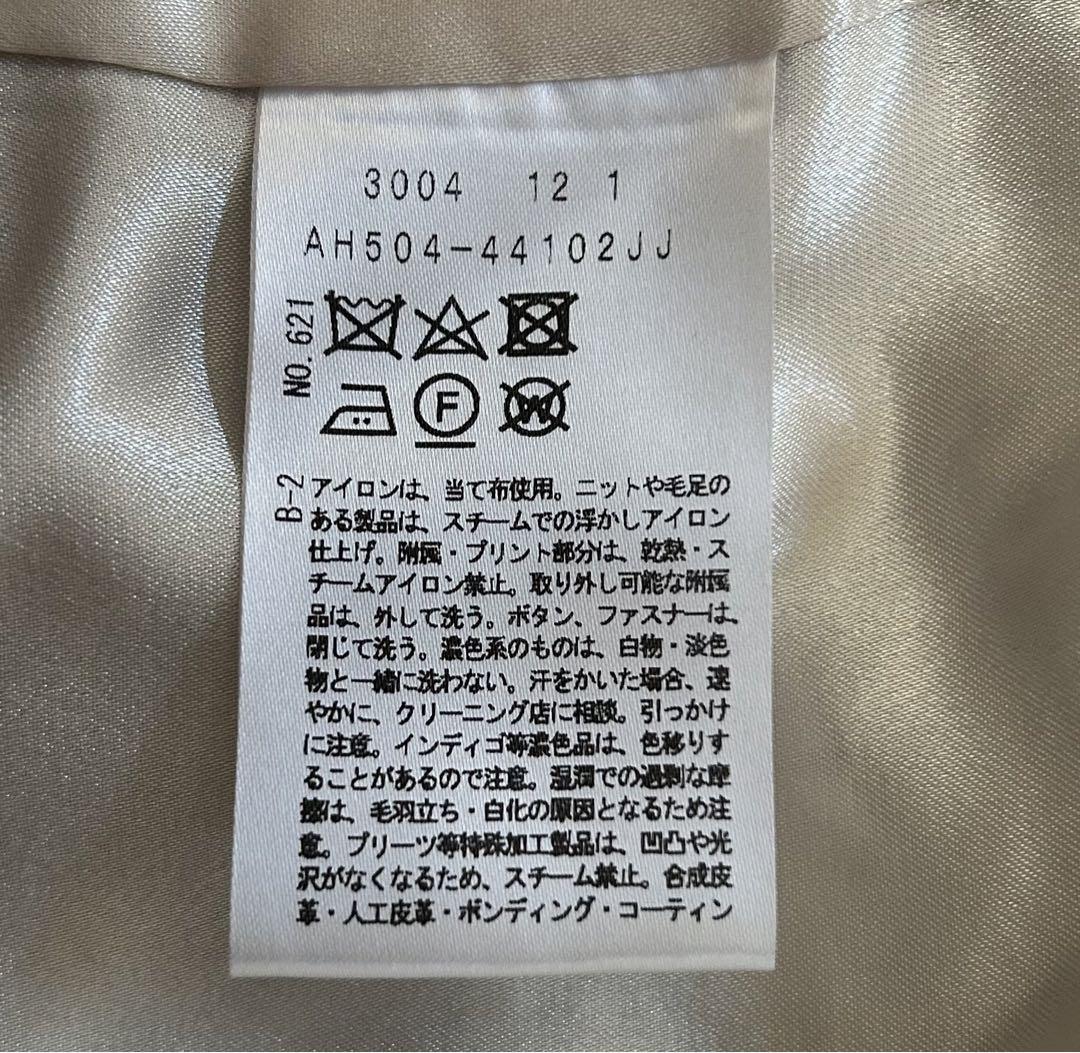 3004 12 1
AH504-44102JJ
NO.621
F
W
B-2
アイロンは、当て布使用。ニットや毛足の
ある製品は、スチームでの浮かしアイロン
仕上げ。附属・プリント部分は、乾熱・ス
チームアイロン禁止。取り外し可能な附属
品は、外して洗う。ボタン、ファスナーは、
閉じて洗う。濃色系のものは、白物・淡色
物と一緒に洗わない。汗をかいた場合、速
やかに、クリーニング店に相談。引っかけ
に注意。インディゴ等濃色品は、色移りす
ることがあるので注意。湿潤での過剰な摩
擦は、毛羽立ち・白化の原因となるため注
意。プリーツ等特殊加工製品は、凹凸や光
沢がなくなるため、スチーム禁止。合成皮
革・人工皮革・ボンディング・コーティン